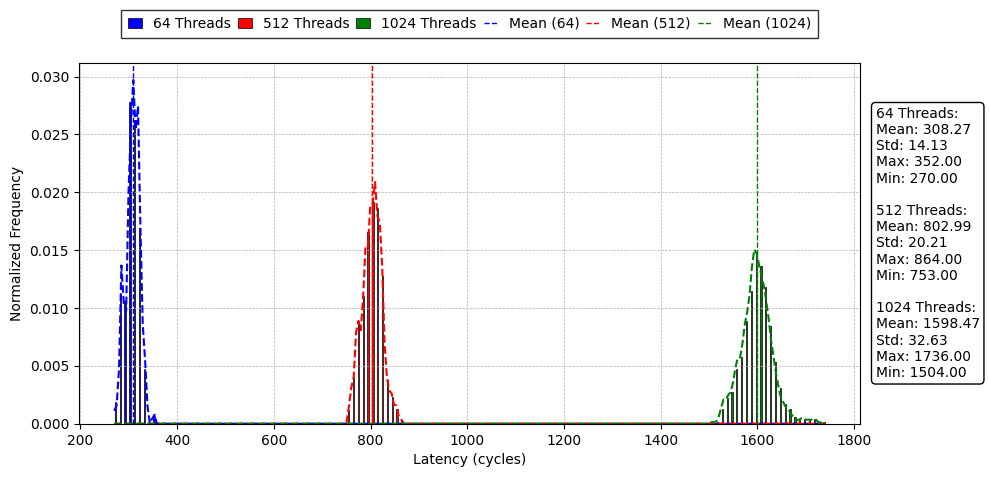 64 Threads 512 Threads 1024 Threads Mean (64) Mean (512) Mean (1024)
0.030
0.025
0.020
0.015
0.010
0.005
0.000
Normalized Frequency
200 400 600 800 1000 1200 1400 1600 1800
Latency (cycles)
64 Threads:
Mean: 308.27
Std: 14.13
Max: 352.00
Min: 270.00
512 Threads:
Mean: 802.99
Std: 20.21
Max: 864.00
Min: 753.00
1024 Threads:
Mean: 1598.47
Std: 32.63
Max: 1736.00
Min: 1504.00